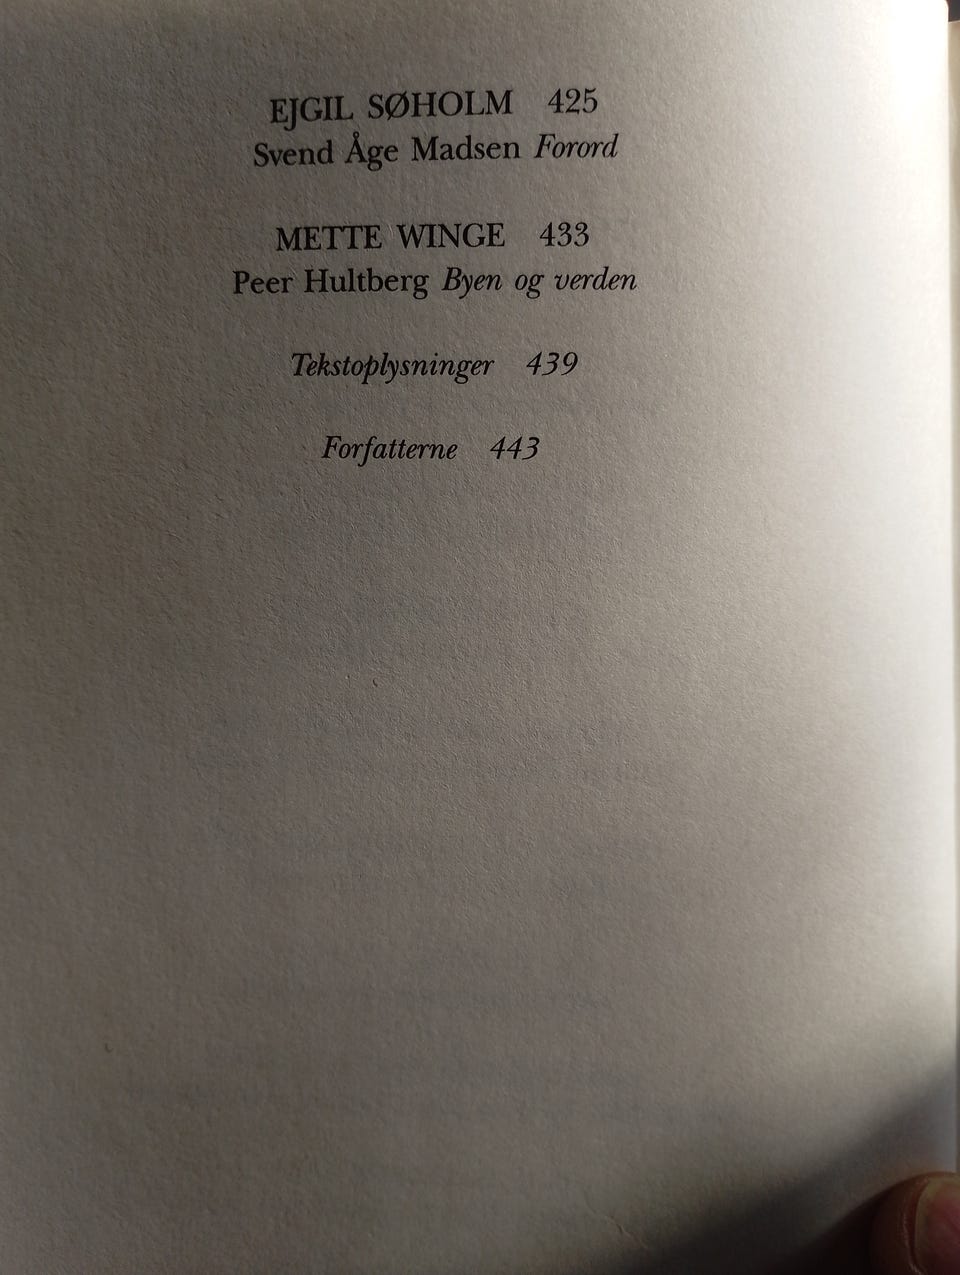 EJGIL SØHOLM 425
Svend Åge Madsen Forord
METTE WINGE 433
Peer Hultberg Byen og verden
Tekstoplysninger 439
Forfatterne 443